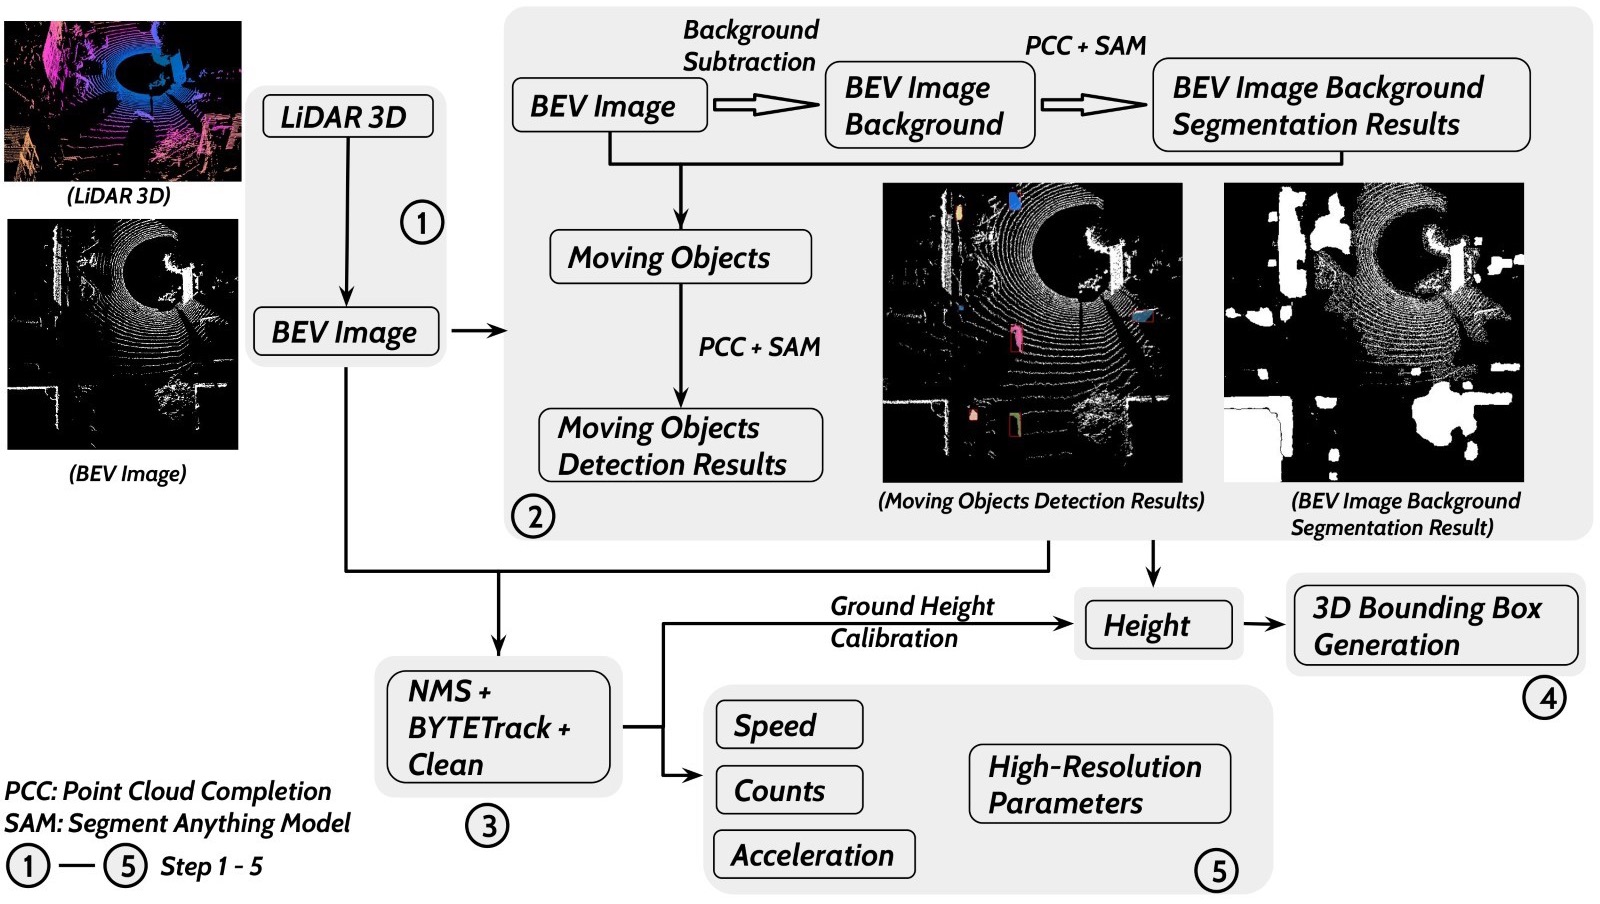 (LiDAR 3D)
(BEV Image)
LiDAR 3D
1
BEV Image
Background
Subtraction
PCC + SAM
BEV Image
BEV Image
Background
BEV Image Background
Segmentation Results
Moving Objects
PCC + SAM
Moving Objects
Detection Results
2
(Moving Objects Detection Results)
(BEV Image Background
Segmentation Result)
Ground Height
Calibration
Height
3D Bounding Box
Generation
4
NMS +
BYTETrack +
Clean
3
Speed
Counts
Acceleration
High-Resolution
Parameters
5
PCC: Point Cloud Completion
SAM: Segment Anything Model
1 — 5 Step 1 - 5